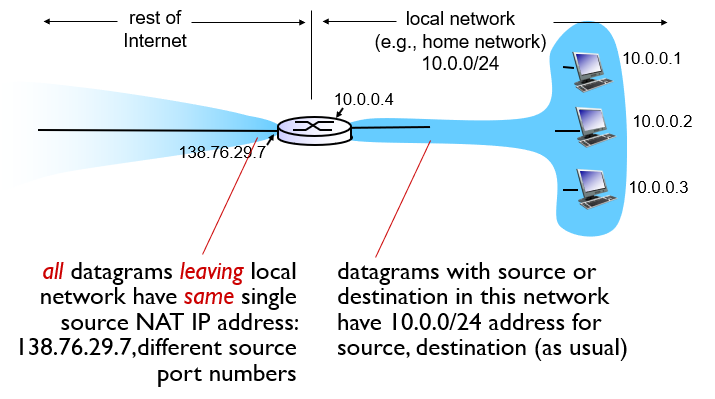 rest of
Internet
local network
(e.g., home network)
10.0.0/24
10.0.0.1
10.0.0.4
10.0.0.2
138.76.29.7
10.0.0.3
all datagrams leaving local
network have same single
source NAT IP address:
138.76.29.7,different source
port numbers
datagrams with source or
destination in this network
have 10.0.0/24 address for
source, destination (as usual)